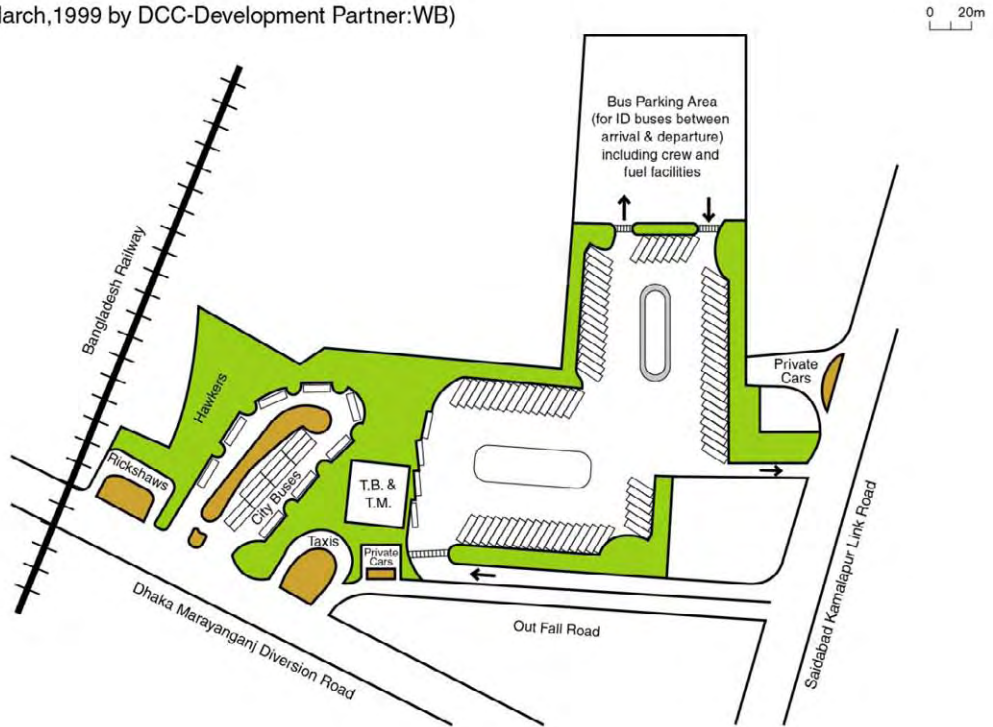 March,1999 by DCC-Development Partner:WB)
0 20m
Bus Parking Area
(for ID buses between
arrival & departure)
including crew and
fuel facilities
Bangladesh Railway
Private
Cars
Hawkers
Rickshaws
City Buses
T.B. &
T.M.
Taxis
Private
Cars
Dhaka Marayanganj Diversion Road
Out Fall Road
Saidabad Kamalapur Link Road